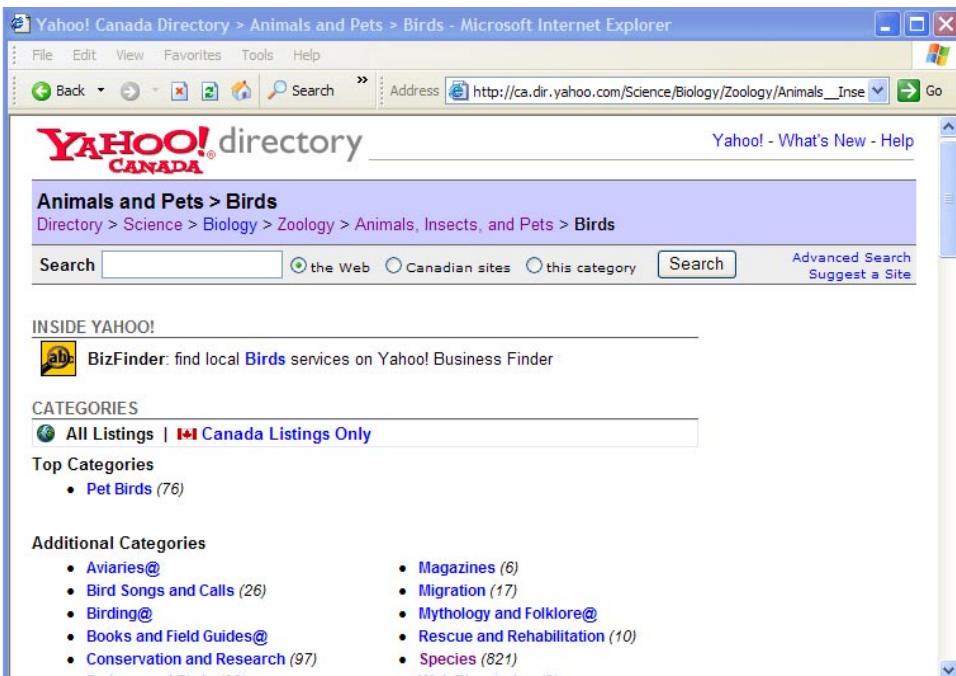 Yahoo! Canada Directory > Animals and Pets > Birds - Microsoft Internet Explorer
File Edit View Favorites Tools Help
Back Search » Address http://ca.dir.yahoo.com/Science/Biology/Zoology/Animals__Inse Go
YAHOO! CANADA directory
Yahoo! - What's New - Help
Animals and Pets > Birds
Directory > Science > Biology > Zoology > Animals, Insects, and Pets > Birds
Search the Web Canadian sites this category Search
Advanced Search
Suggest a Site
INSIDE YAHOO!
abc BizFinder: find local Birds services on Yahoo! Business Finder
CATEGORIES
All Listings | Canada Listings Only
Top Categories
• Pet Birds (76)
Additional Categories
• Aviaries@
• Bird Songs and Calls (26)
• Birding@
• Books and Field Guides@
• Conservation and Research (97)
• Magazines (6)
• Migration (17)
• Mythology and Folklore@
• Rescue and Rehabilitation (10)
• Species (821)